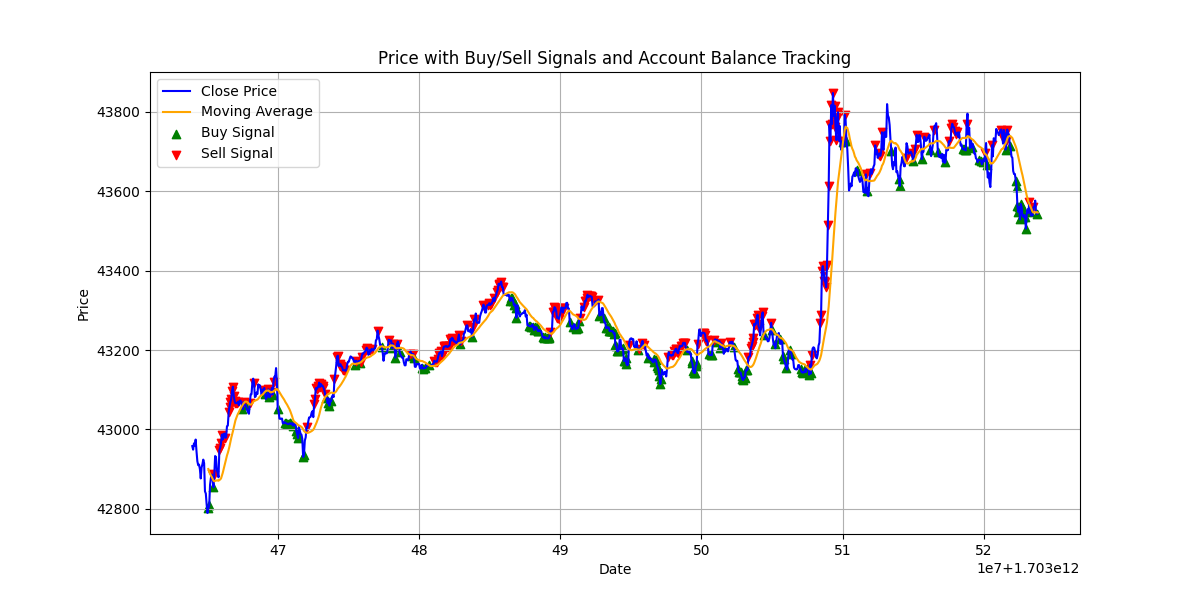 Price with Buy/Sell Signals and Account Balance Tracking
Close Price
Moving Average
Buy Signal
Sell Signal
43800
43600
43400
43200
43000
42800
Price
47 48 49 50 51 52
Date
1e7+1.703e12